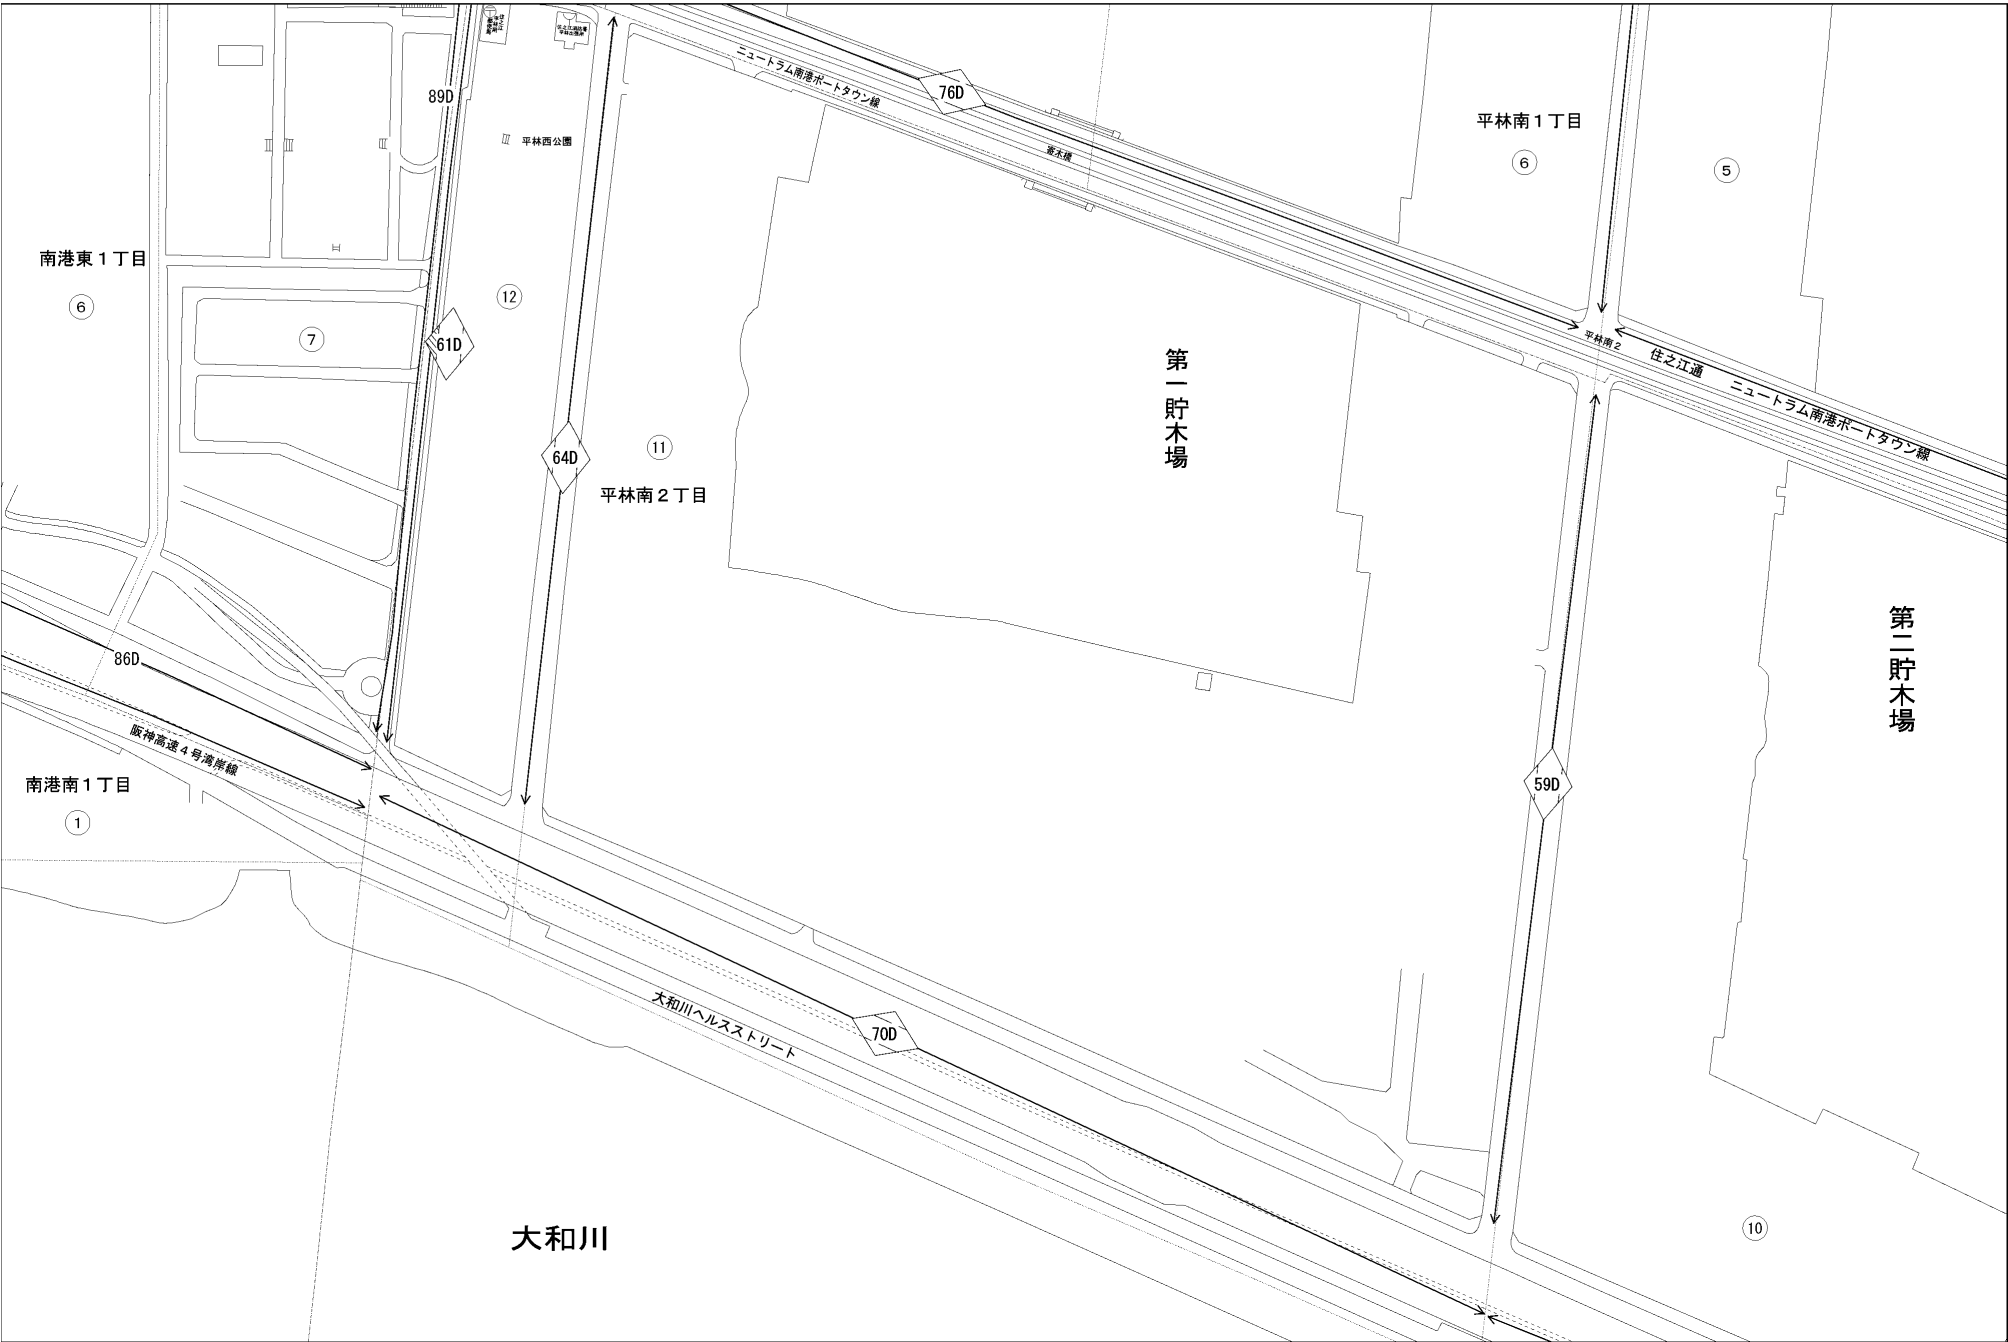 ニュートラム南港ポートタウン線
76D
89D
平林西公園
寄木橋
平林南1丁目
6
5
南港東1丁目
6
12
7
61D
平林南2
住之江通
ニュートラム南港ポートタウン線
第一貯木場
11
64D
平林南2丁目
第二貯木場
86D
阪神高速4号湾岸線
南港南1丁目
1
59D
大和川ヘルスストリート
70D
大和川
10